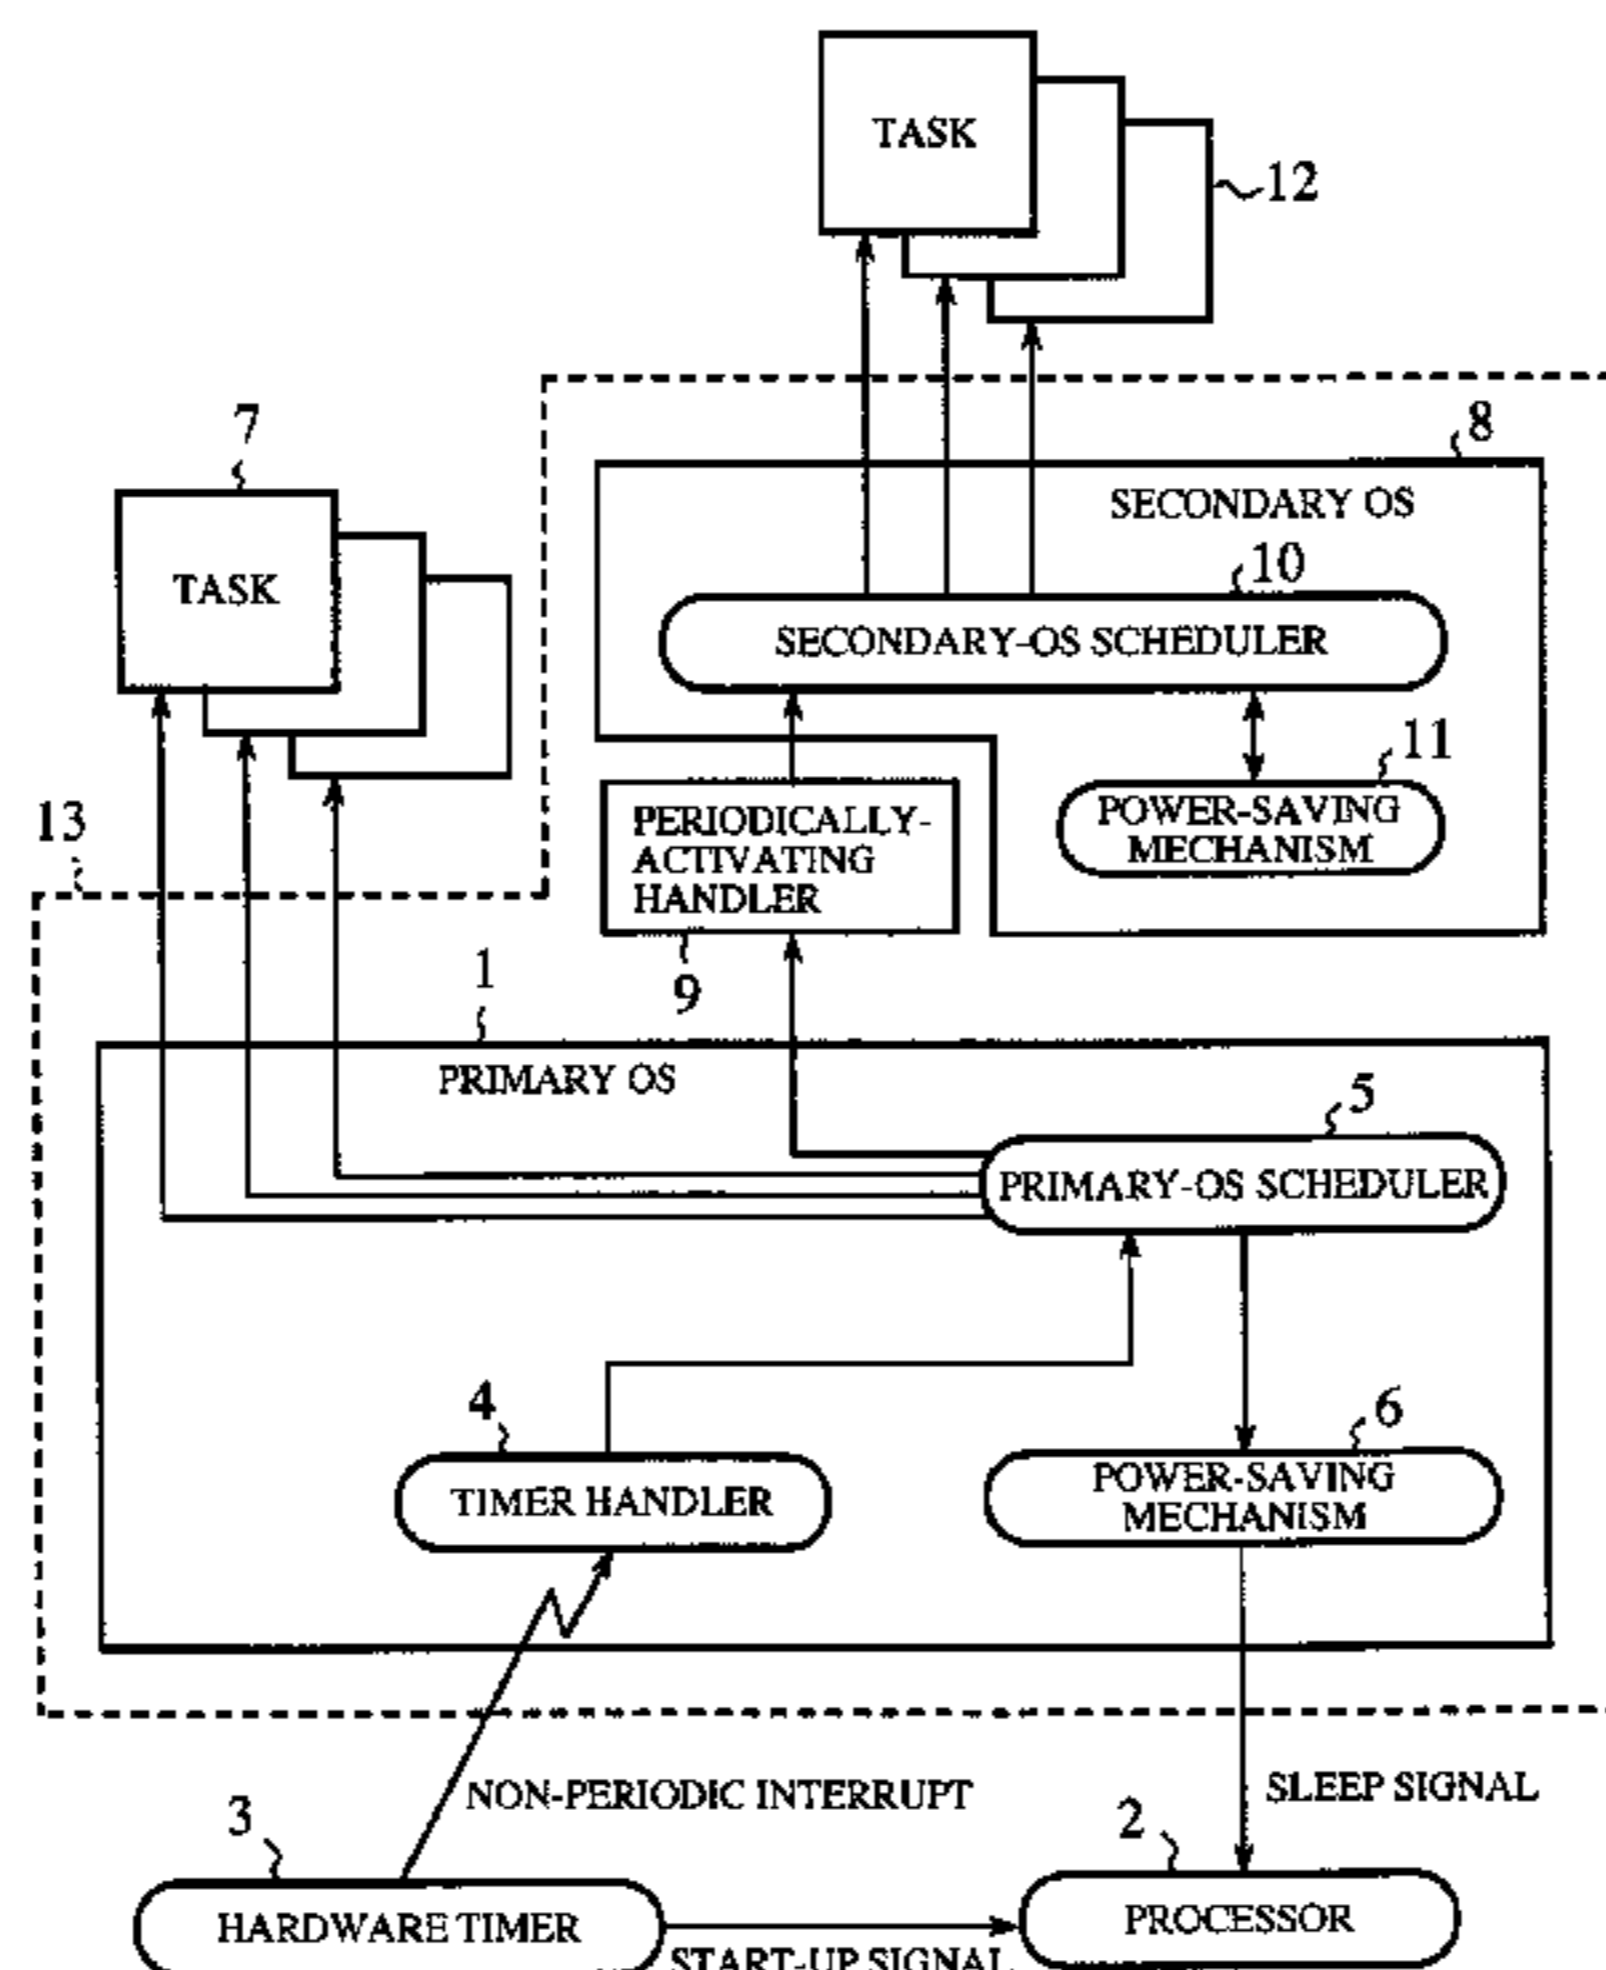 TASK
12
7
8
SECONDARY OS
10
TASK
SECONDARY-OS SCHEDULER
11
13
POWER-SAVING
MECHANISM
PERIODICALLY-
ACTIVATING
HANDLER
9
1
PRIMARY OS
5
PRIMARY-OS SCHEDULER
4
6
TIMER HANDLER
POWER-SAVING
MECHANISM
NON-PERIODIC INTERRUPT
SLEEP SIGNAL
3
2
HARDWARE TIMER
PROCESSOR
START-UP SIGNAL